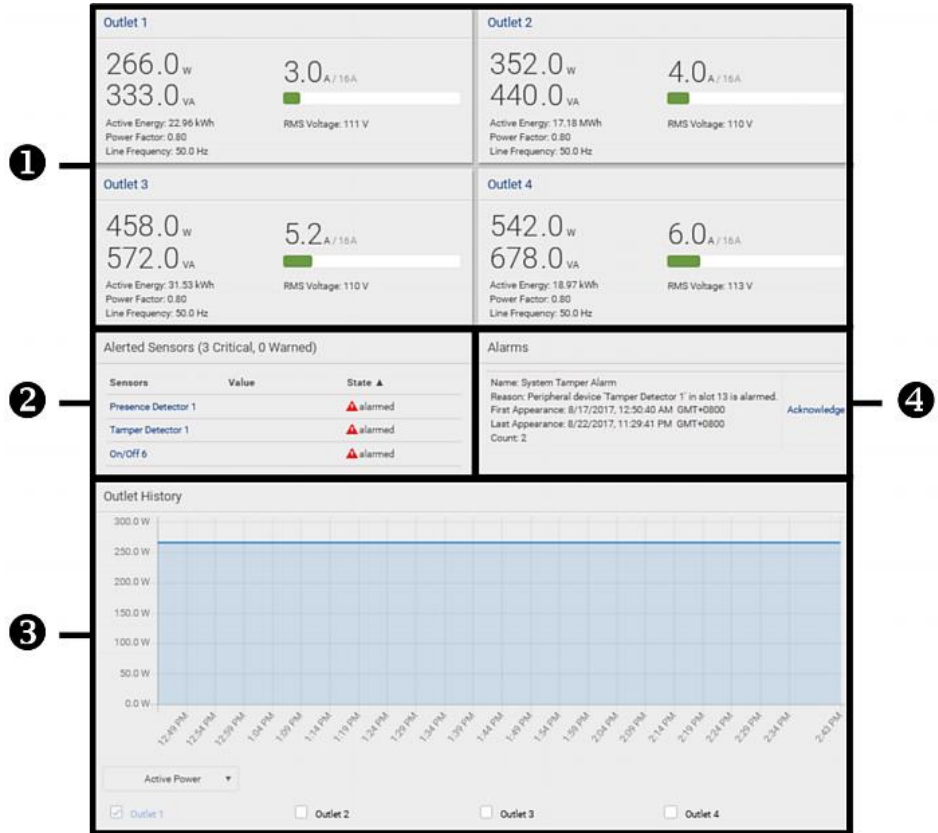 Outlet 1
266.0 W
333.0 VA
3.0 A / 16A
Active Energy: 22.96 kWh
Power Factor: 0.80
Line Frequency: 50.0 Hz
RMS Voltage: 111 V
Outlet 2
352.0 W
440.0 VA
4.0 A / 16A
Active Energy: 17.18 MWh
Power Factor: 0.80
Line Frequency: 50.0 Hz
RMS Voltage: 110 V
1
Outlet 3
458.0 W
572.0 VA
5.2 A / 16A
Active Energy: 31.53 kWh
Power Factor: 0.80
Line Frequency: 50.0 Hz
RMS Voltage: 110 V
Outlet 4
542.0 W
678.0 VA
6.0 A / 16A
Active Energy: 18.97 kWh
Power Factor: 0.80
Line Frequency: 50.0 Hz
RMS Voltage: 113 V
2
Alerted Sensors (3 Critical, 0 Warned)
Sensors Value State ▲
Presence Detector 1 alarmed
Tamper Detector 1 alarmed
On/Off 6 alarmed
Alarms
Name: System Tamper Alarm
Reason: Peripheral device 'Tamper Detector 1' in slot 13 is alarmed.
First Appearance: 8/17/2017, 12:50:40 AM GMT+0800
Last Appearance: 8/22/2017, 11:29:41 PM GMT+0800
Count: 2
Acknowledge
4
3
Outlet History
300.0 W
250.0 W
200.0 W
150.0 W
100.0 W
50.0 W
0.0 W
12:49 PM 12:54 PM 12:59 PM 1:04 PM 1:09 PM 1:14 PM 1:19 PM 1:24 PM 1:29 PM 1:34 PM 1:39 PM 1:44 PM 1:49 PM 1:54 PM 1:59 PM 2:04 PM 2:09 PM 2:14 PM 2:19 PM 2:24 PM 2:29 PM 2:34 PM 2:43 PM
Active Power ▼
Outlet 1 Outlet 2 Outlet 3 Outlet 4